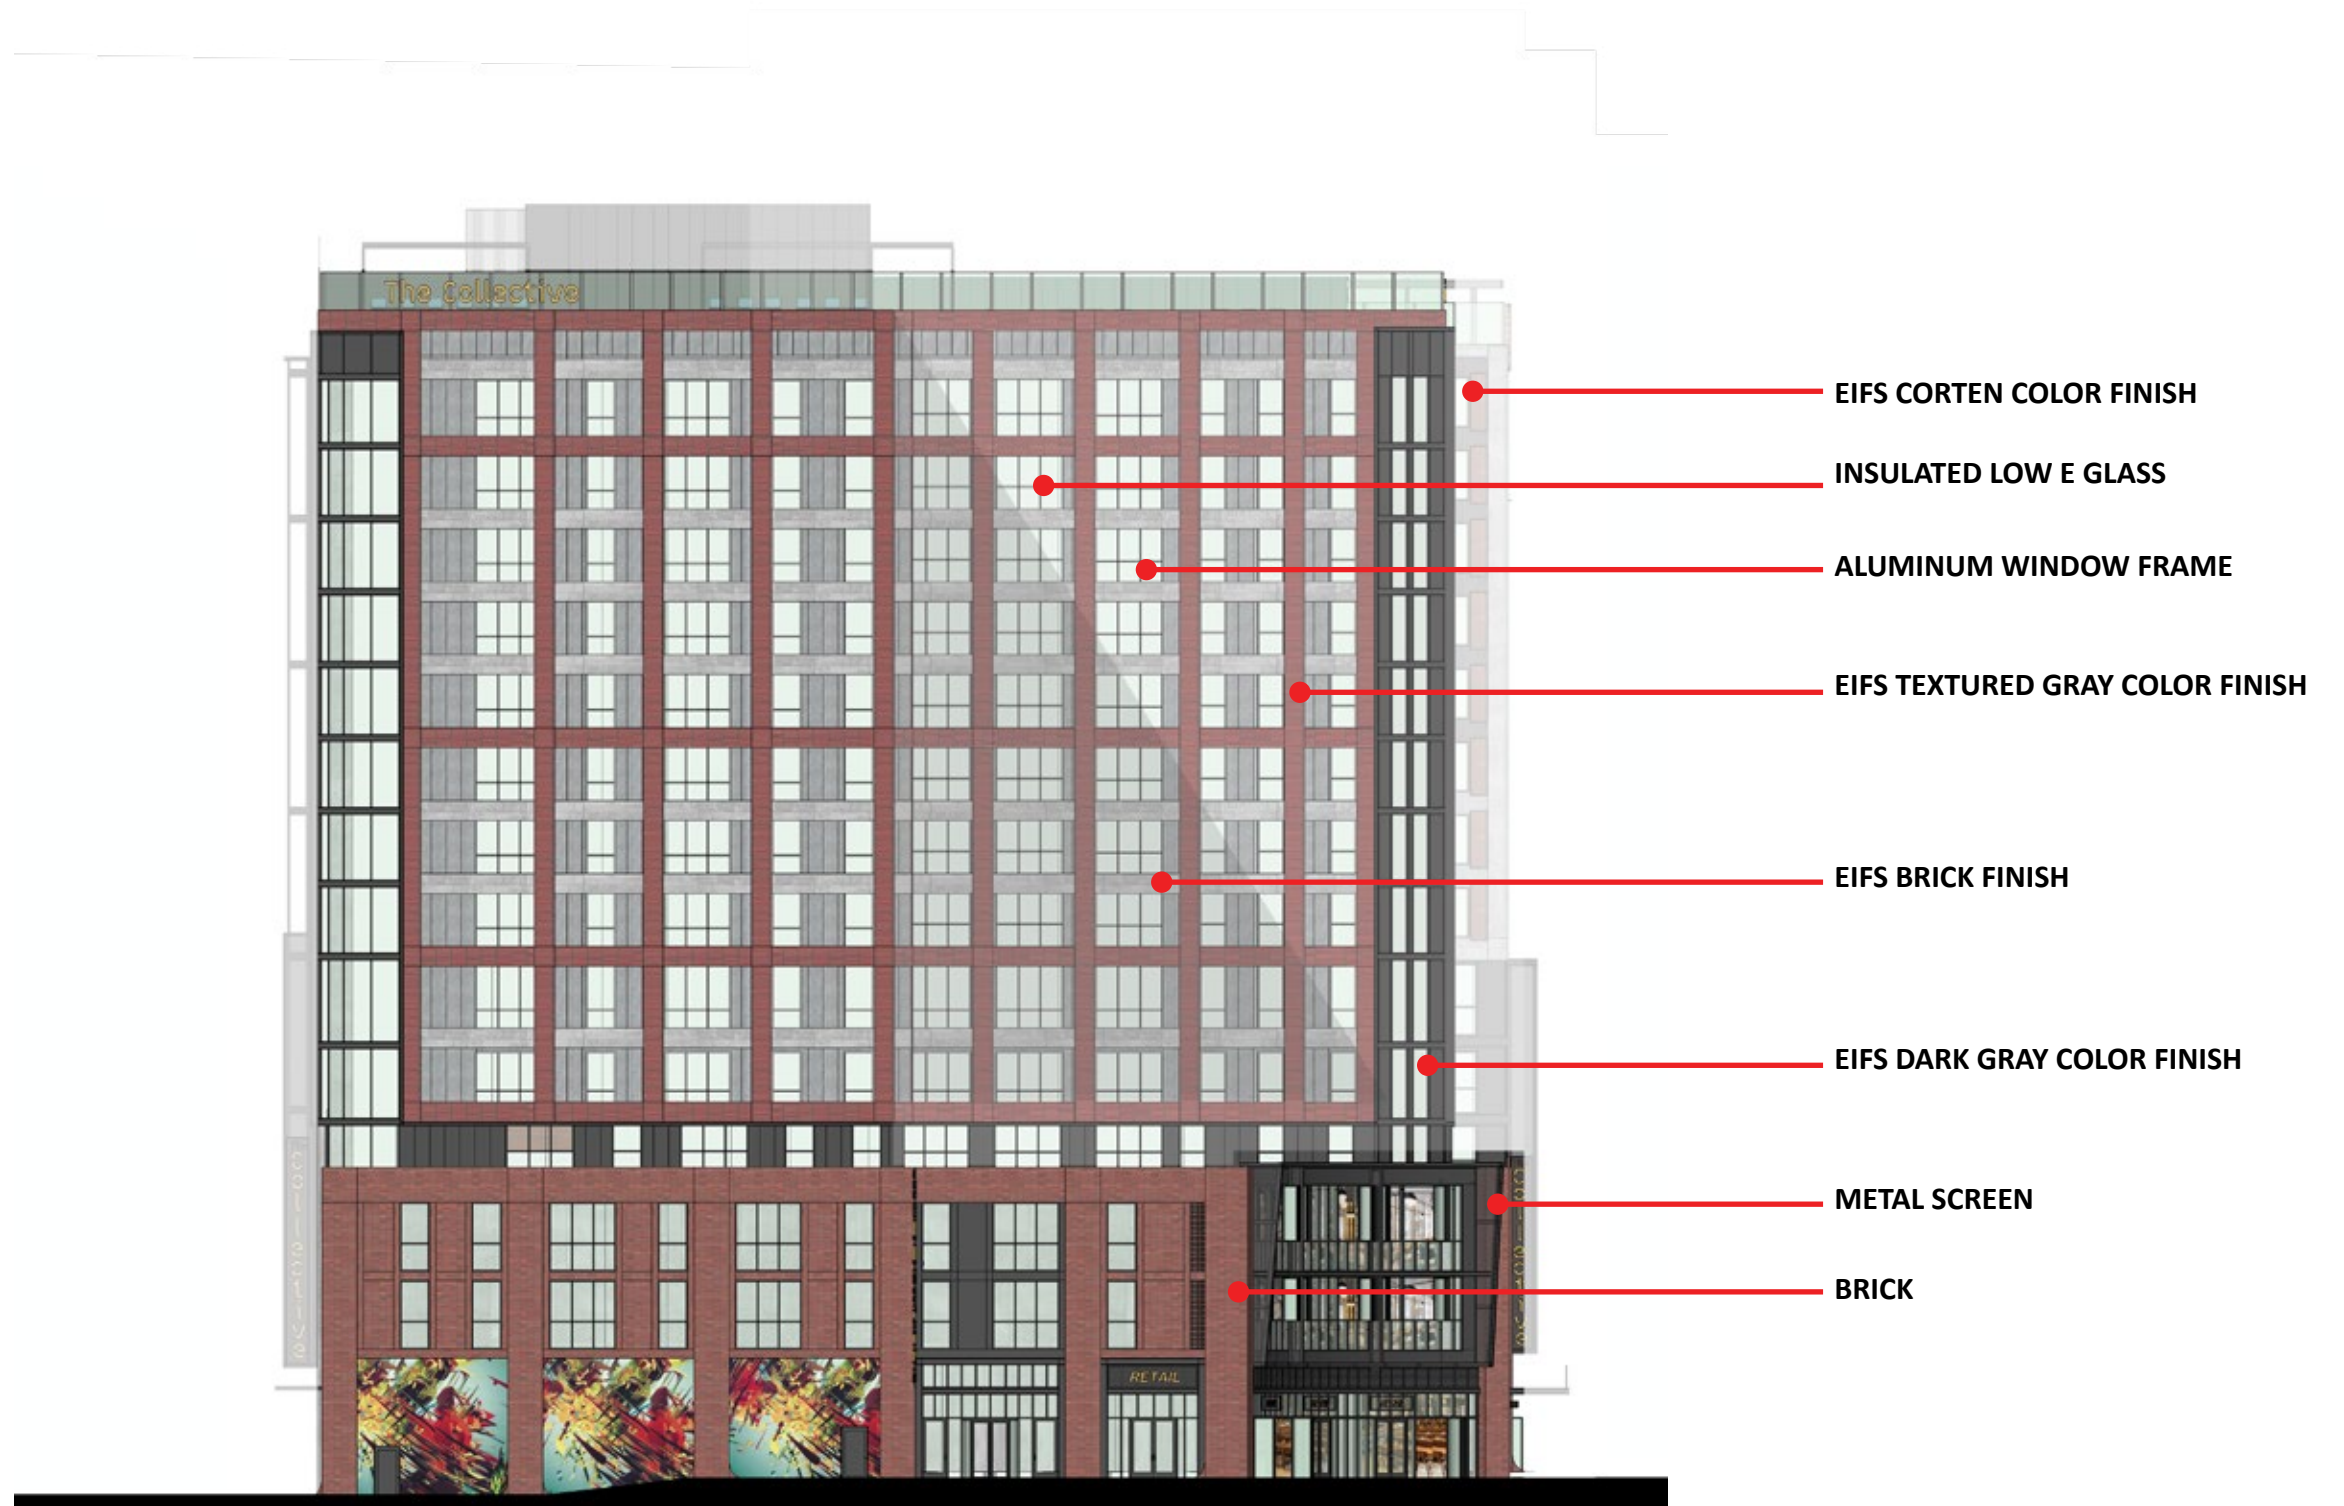 The Collective
EIFS CORTEN COLOR FINISH
INSULATED LOW E GLASS
ALUMINUM WINDOW FRAME
EIFS TEXTURED GRAY COLOR FINISH
EIFS BRICK FINISH
EIFS DARK GRAY COLOR FINISH
METAL SCREEN
BRICK
collective
RETAIL